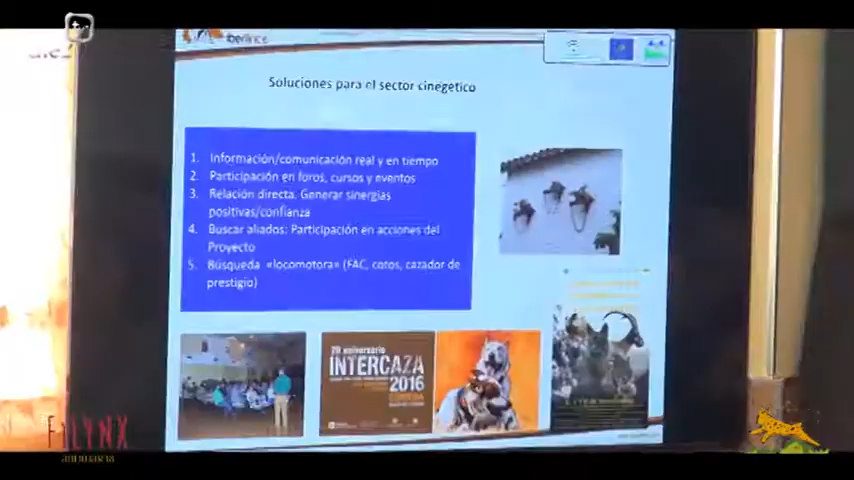 iberlince
Soluciones para el sector cinegético
1. Información/comunicación real y en tiempo
2. Participación en foros, cursos y eventos
3. Relación directa. Generar sinergias
positivas/confianza
4. Buscar aliados: Participación en acciones del
Proyecto
5. Búsqueda «locomotora» (FAC, cotos, cazador de
prestigio)
20 aniversario
INTERCAZA
2016
LYNX